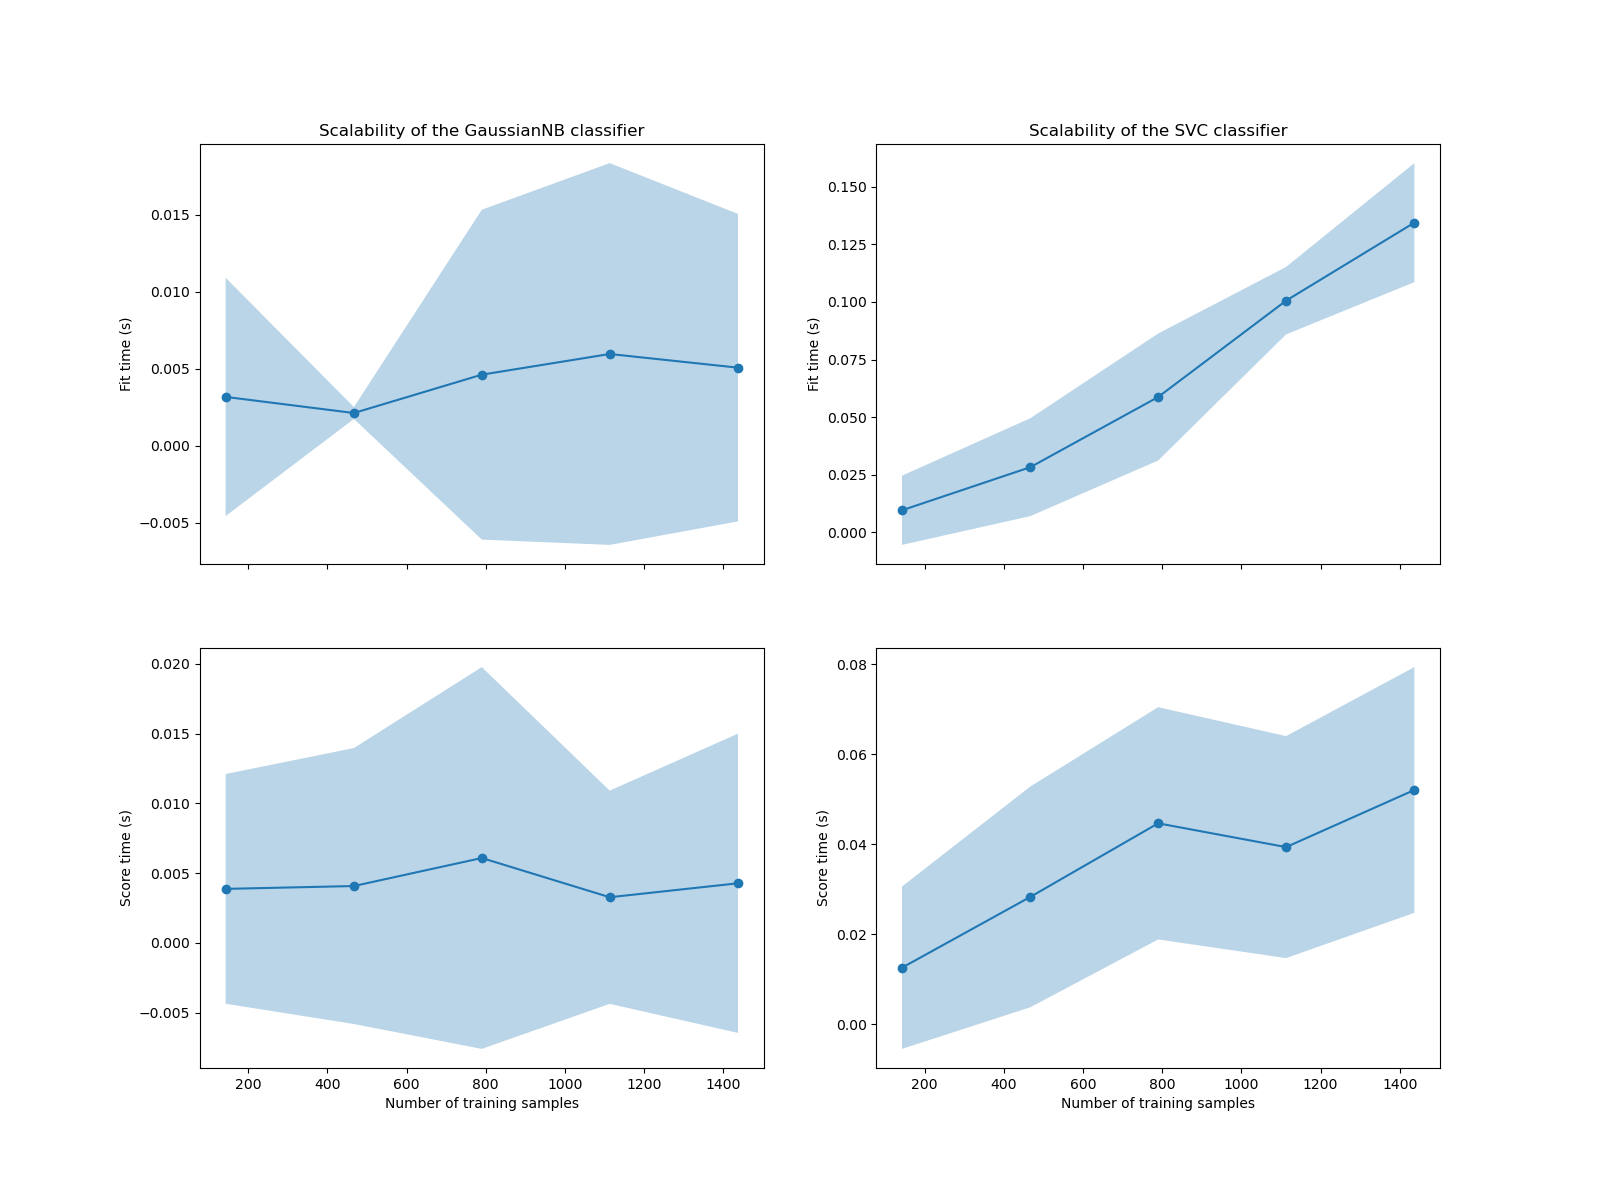 Scalability of the GaussianNB classifier
Fit time (s)
0.015
0.010
0.005
0.000
−0.005
Scalability of the SVC classifier
Fit time (s)
0.150
0.125
0.100
0.075
0.050
0.025
0.000
Score time (s)
0.020
0.015
0.010
0.005
0.000
−0.005
200 400 600 800 1000 1200 1400
Number of training samples
Score time (s)
0.08
0.06
0.04
0.02
0.00
200 400 600 800 1000 1200 1400
Number of training samples